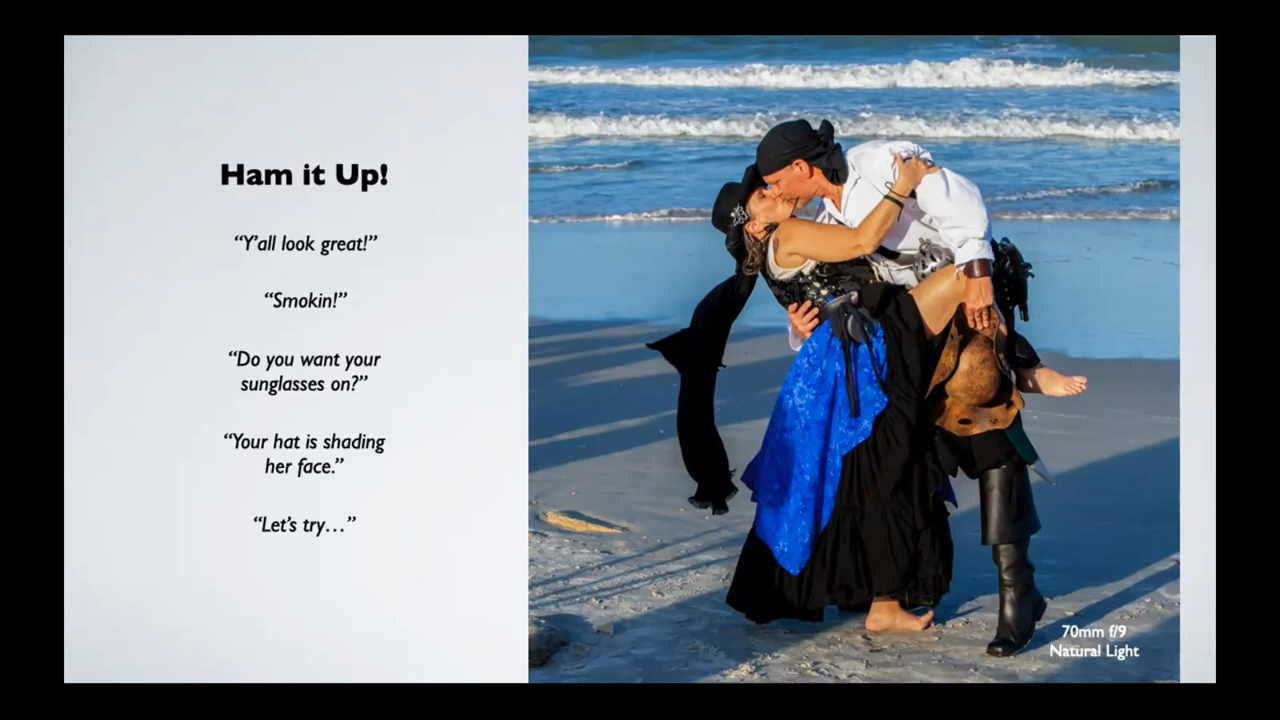 Ham it Up!
“Y’all look great!”
“Smokin!”
“Do you want your
sunglasses on?”
“Your hat is shading
her face.”
“Let’s try…”
70mm f/9
Natural Light